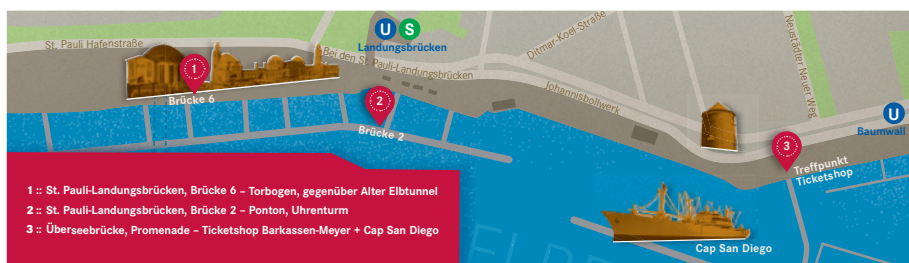 St. Pauli Hafenstraße
U S
Landungsbrücken
Bei den St. Pauli-Landungsbrücken
Ditmar-Koel-Straße
Neustädter Neuer Weg
Johannisbollwerk
1
Brücke 6
2
Brücke 2
U
Baumwall
3
Treffpunkt
Ticketshop
Cap San Diego
1 :: St. Pauli-Landungsbrücken, Brücke 6 – Torbogen, gegenüber Alter Elbtunnel
2 :: St. Pauli-Landungsbrücken, Brücke 2 – Ponton, Uhrenturm
3 :: Überseebrücke, Promenade – Ticketshop Barkassen-Meyer + Cap San Diego